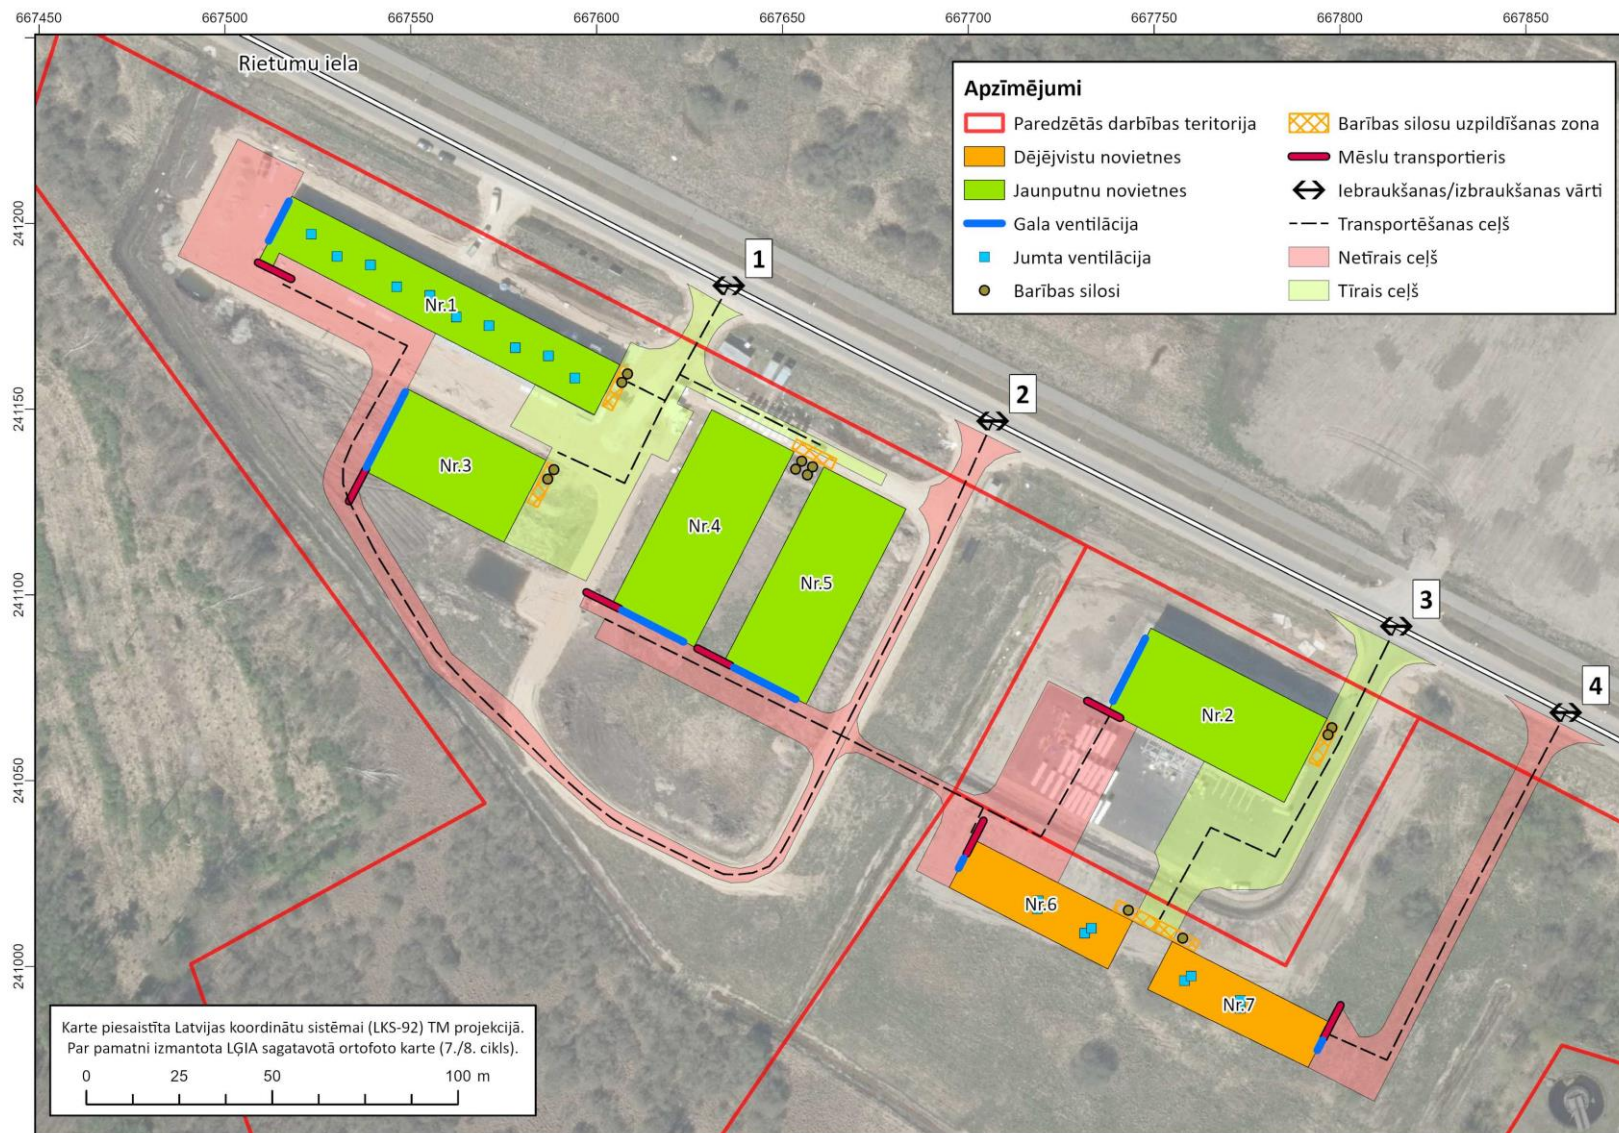 667450 667500 667550 667600 667650 667700 667750 667800 667850
Rietumu iela
Apzīmējumi
Paredzētās darbības teritorija
Dējējvistu novietnes
Jaunputnu novietnes
Gala ventilācija
Jumta ventilācija
Barības silosi
Barības silosu uzpildīšanas zona
Mēslu transportieris
Iebraukšanas/izbraukšanas vārti
Transportēšanas ceļš
Netīrais ceļš
Tīrais ceļš
241200
241150
241100
241050
241000
1
2
3
4
Nr.1
Nr.3
Nr.4
Nr.5
Nr.2
Nr.6
Nr.7
Karte piesaistīta Latvijas koordinātu sistēmai (LKS-92) TM projekcijā.
Par pamatni izmantota LĢIA sagatavotā ortofoto karte (7./8. cikls).
0 25 50 100 m